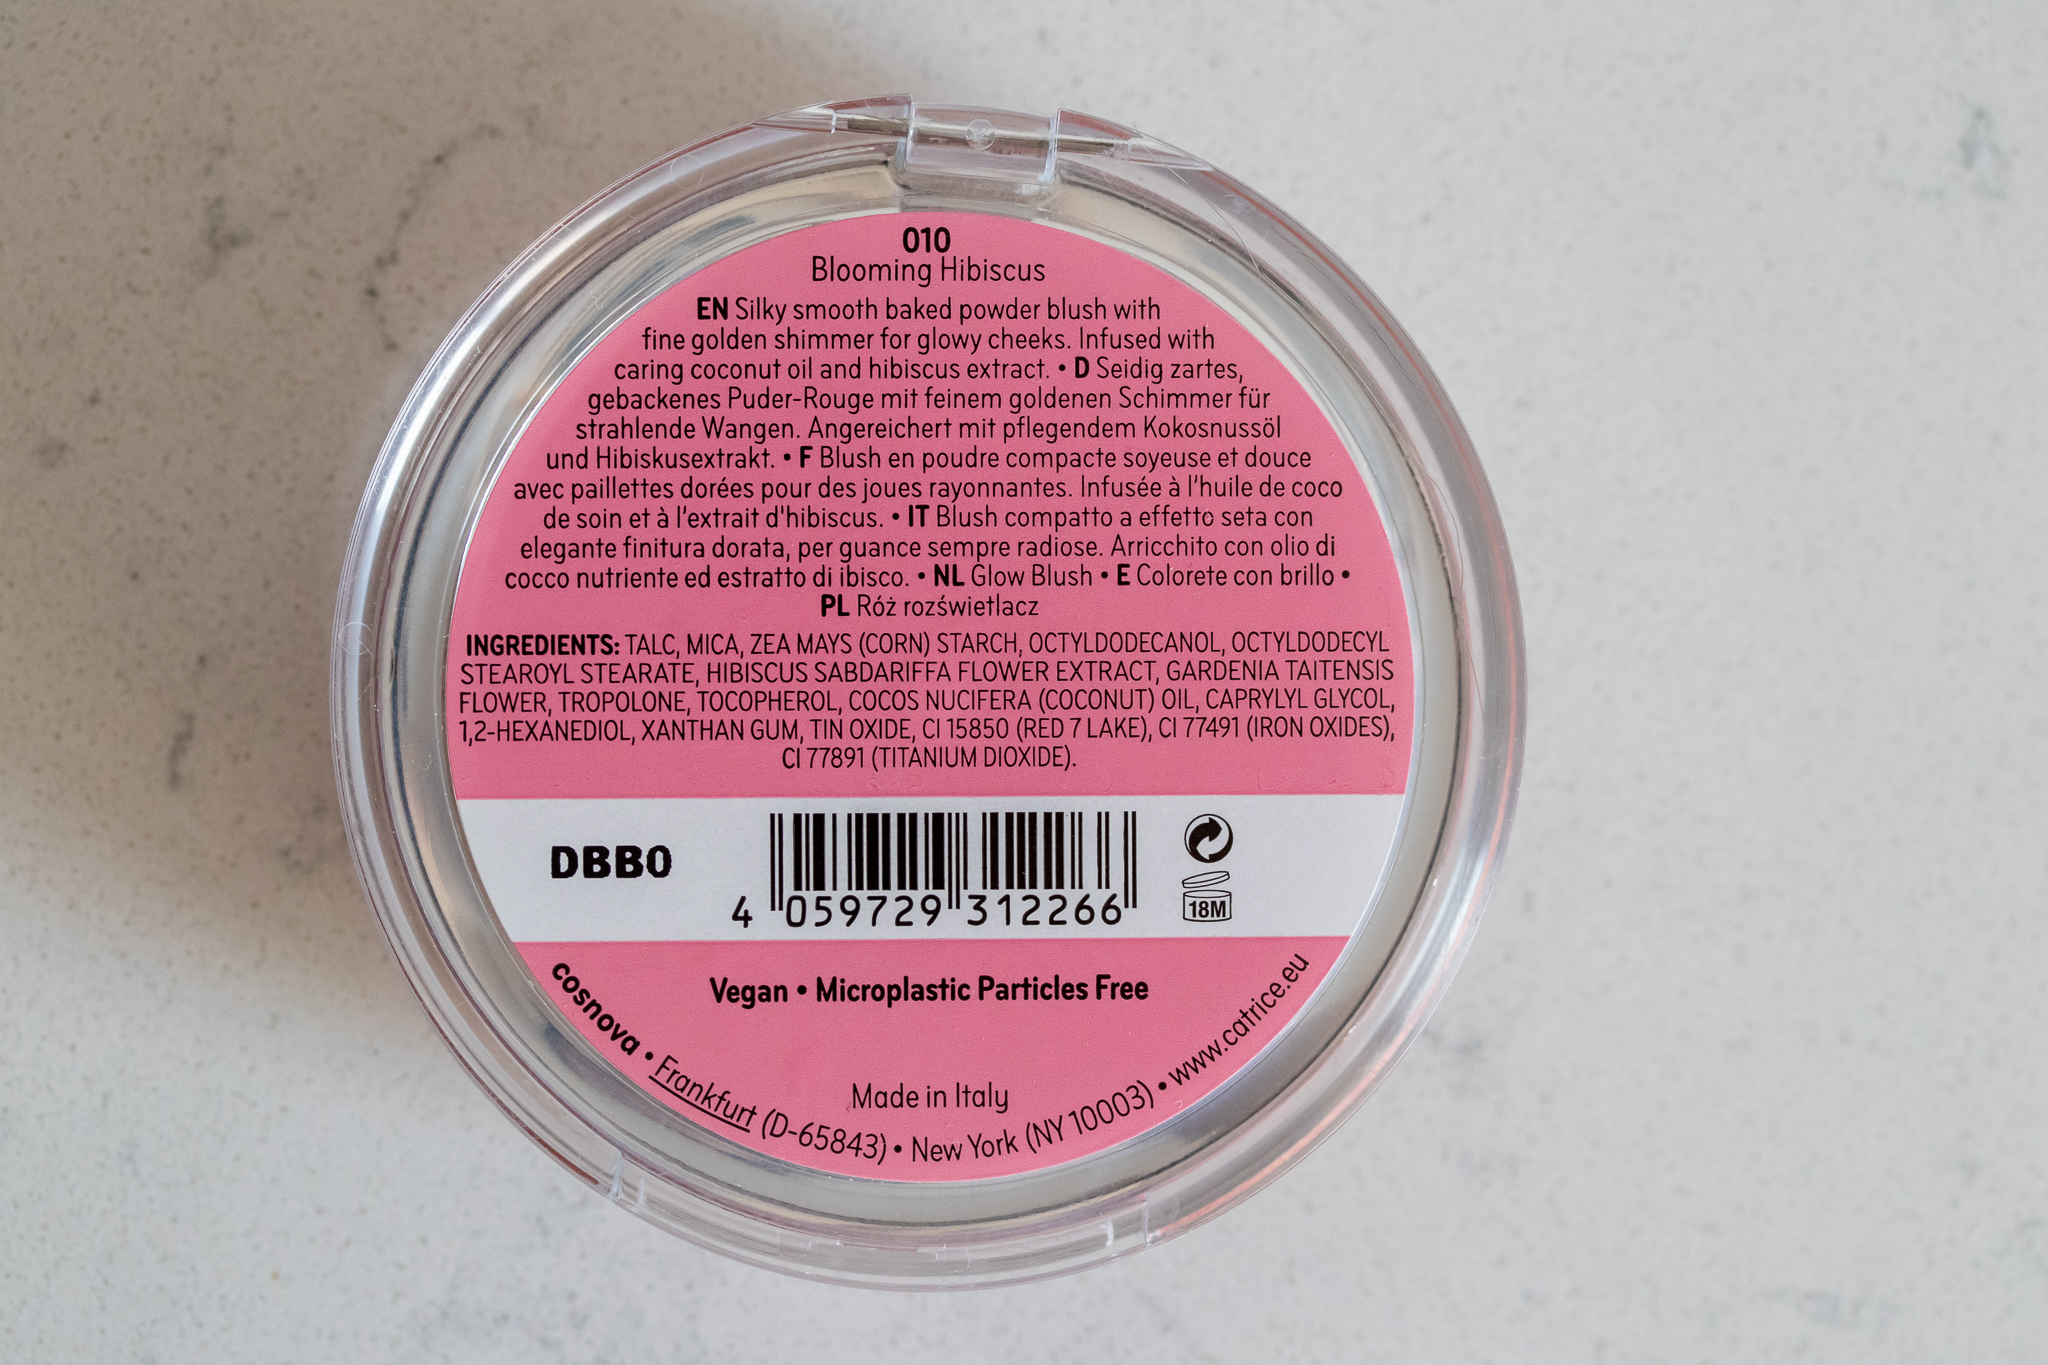 010
Blooming Hibiscus
EN Silky smooth baked powder blush with
fine golden shimmer for glowy cheeks. Infused with
caring coconut oil and hibiscus extract. • D Seidig zartes,
gebackenes Puder-Rouge mit feinem goldenen Schimmer für
strahlende Wangen. Angereichert mit pflegendem Kokosnussöl
und Hibiskusextrakt. • F Blush en poudre compacte soyeuse et douce
avec paillettes dorées pour des joues rayonnantes. Infusée à l'huile de coco
de soin et à l'extrait d'hibiscus. • IT Blush compatto a effetto seta con
elegante finitura dorata, per guance sempre radiose. Arricchito con olio di
cocco nutriente ed estratto di ibisco. • NL Glow Blush • E Colorete con brillo •
PL Róż rozświetlacz
INGREDIENTS: TALC, MICA, ZEA MAYS (CORN) STARCH, OCTYLDODECANOL, OCTYLDODECYL
STEAROYL STEARATE, HIBISCUS SABDARIFFA FLOWER EXTRACT, GARDENIA TAITENSIS
FLOWER, TROPOLONE, TOCOPHEROL, COCOS NUCIFERA (COCONUT) OIL, CAPRYLYL GLYCOL,
1,2-HEXANEDIOL, XANTHAN GUM, TIN OXIDE, CI 15850 (RED 7 LAKE), CI 77491 (IRON OXIDES),
CI 77891 (TITANIUM DIOXIDE).
DBB0
4 059729 312266
18M
Vegan • Microplastic Particles Free
Made in Italy
cosnova • Frankfurt (D-65843) • New York (NY 10003) • www.catrice.eu